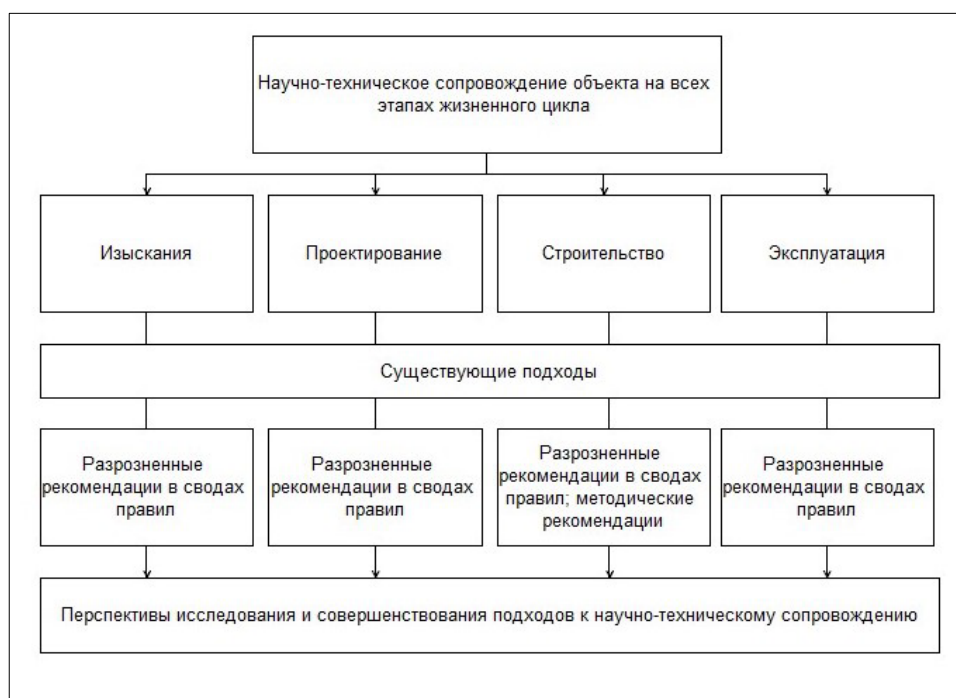 Научно-техническое сопровождение объекта на всех
этапах жизненного цикла
Изыскания
Проектирование
Строительство
Эксплуатация
Существующие подходы
Разрозненные
рекомендации в сводах
правил
Разрозненные
рекомендации в сводах
правил
Разрозненные
рекомендации в сводах
правил; методические
рекомендации
Разрозненные
рекомендации в сводах
правил
Перспективы исследования и совершенствования подходов к научно-техническому сопровождению